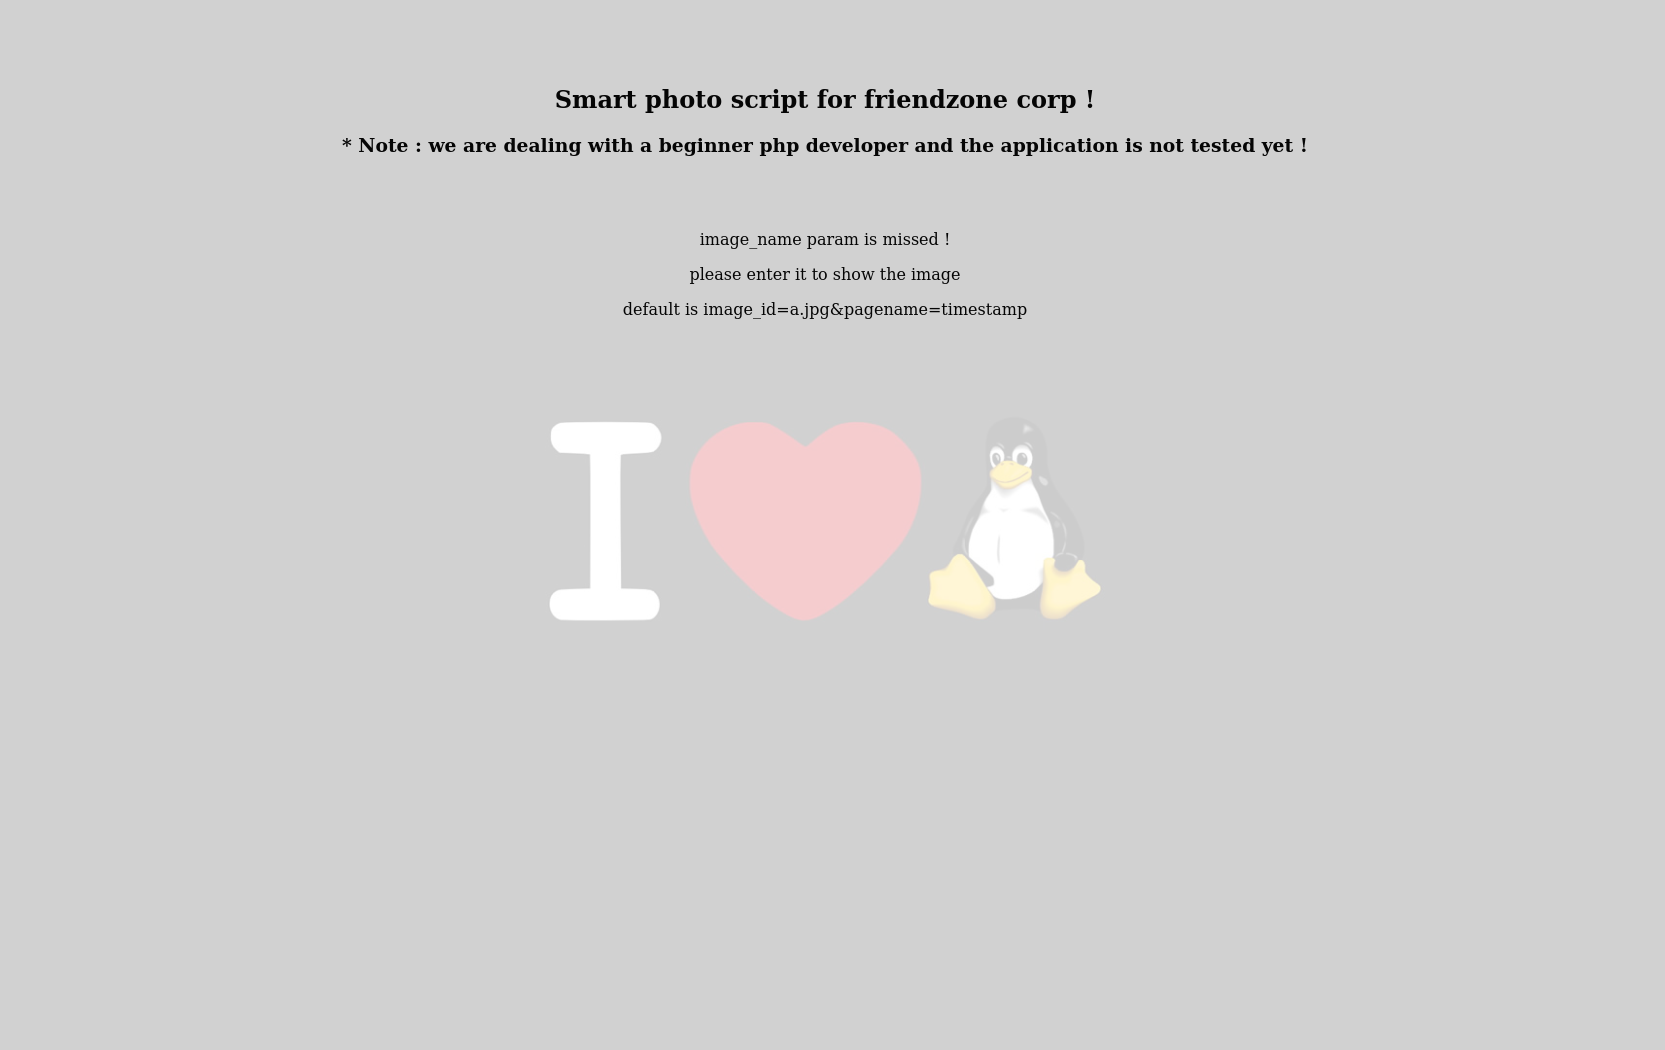 Smart photo script for friendzone corp !
* Note : we are dealing with a beginner php developer and the application is not tested yet !
image_name param is missed !
please enter it to show the image
default is image_id=a.jpg&pagename=timestamp
I